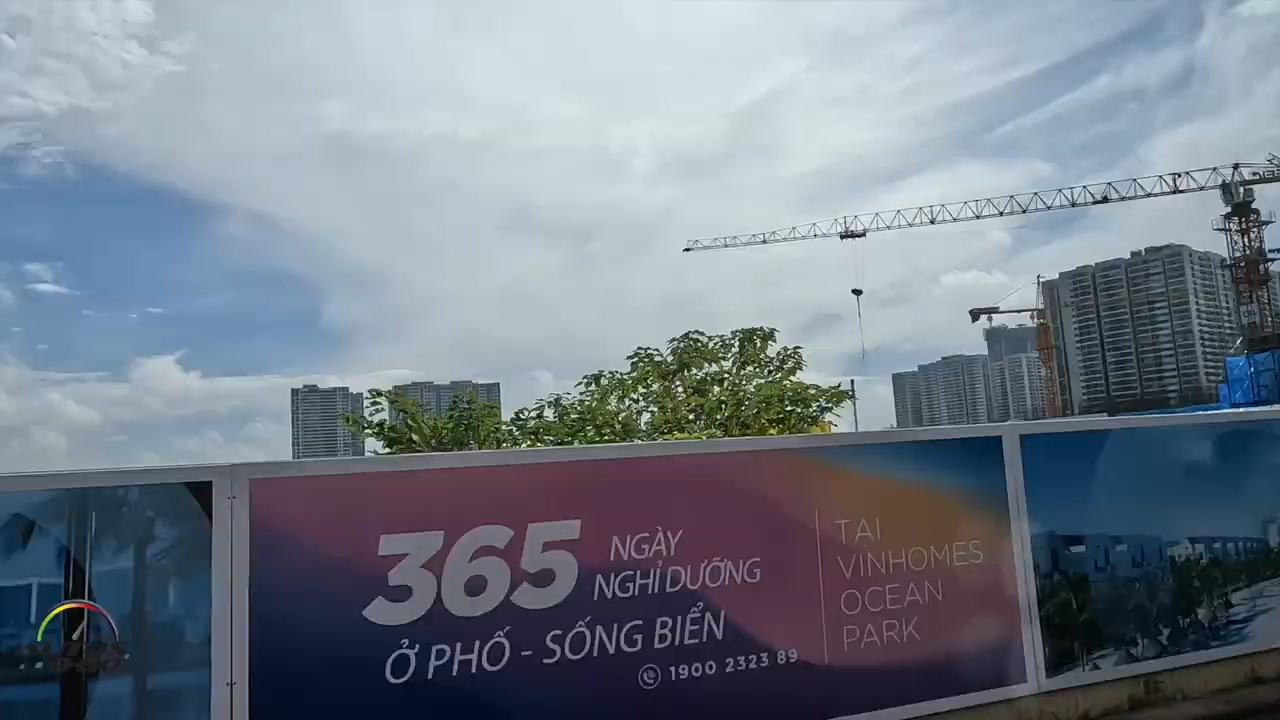 365
NGÀY
NGHỈ DƯỠNG
Ở PHỐ - SỐNG BIỂN
1900 2323 89
TẠI
VINHOMES
OCEAN
PARK